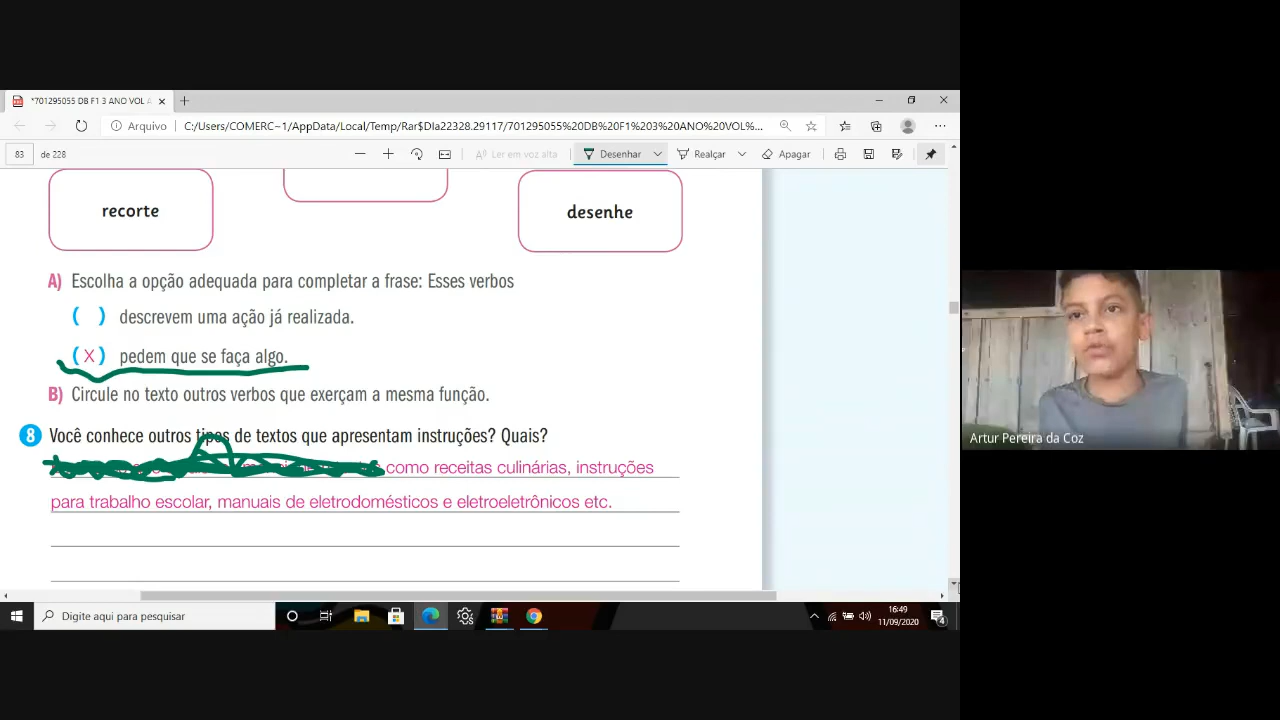 *701295055 DB F1 3 ANO VOL
Arquivo C:/Users/COMERC~1/AppData/Local/Temp/Rar$DIa22328.29117/701295055%20DB%20F1%203%20ANO%20VOL%...
83 de 228 Ler em voz alta Desenhar Realçar Apagar
recorte
desenhe
A) Escolha a opção adequada para completar a frase: Esses verbos
( ) descrevem uma ação já realizada.
(X) pedem que se faça algo.
B) Circule no texto outros verbos que exerçam a mesma função.
8 Você conhece outros tipos de textos que apresentam instruções? Quais?
como receitas culinárias, instruções
para trabalho escolar, manuais de eletrodomésticos e eletroeletrônicos etc.
Artur Pereira da Coz
Digite aqui para pesquisar
16:49
11/09/2020
4